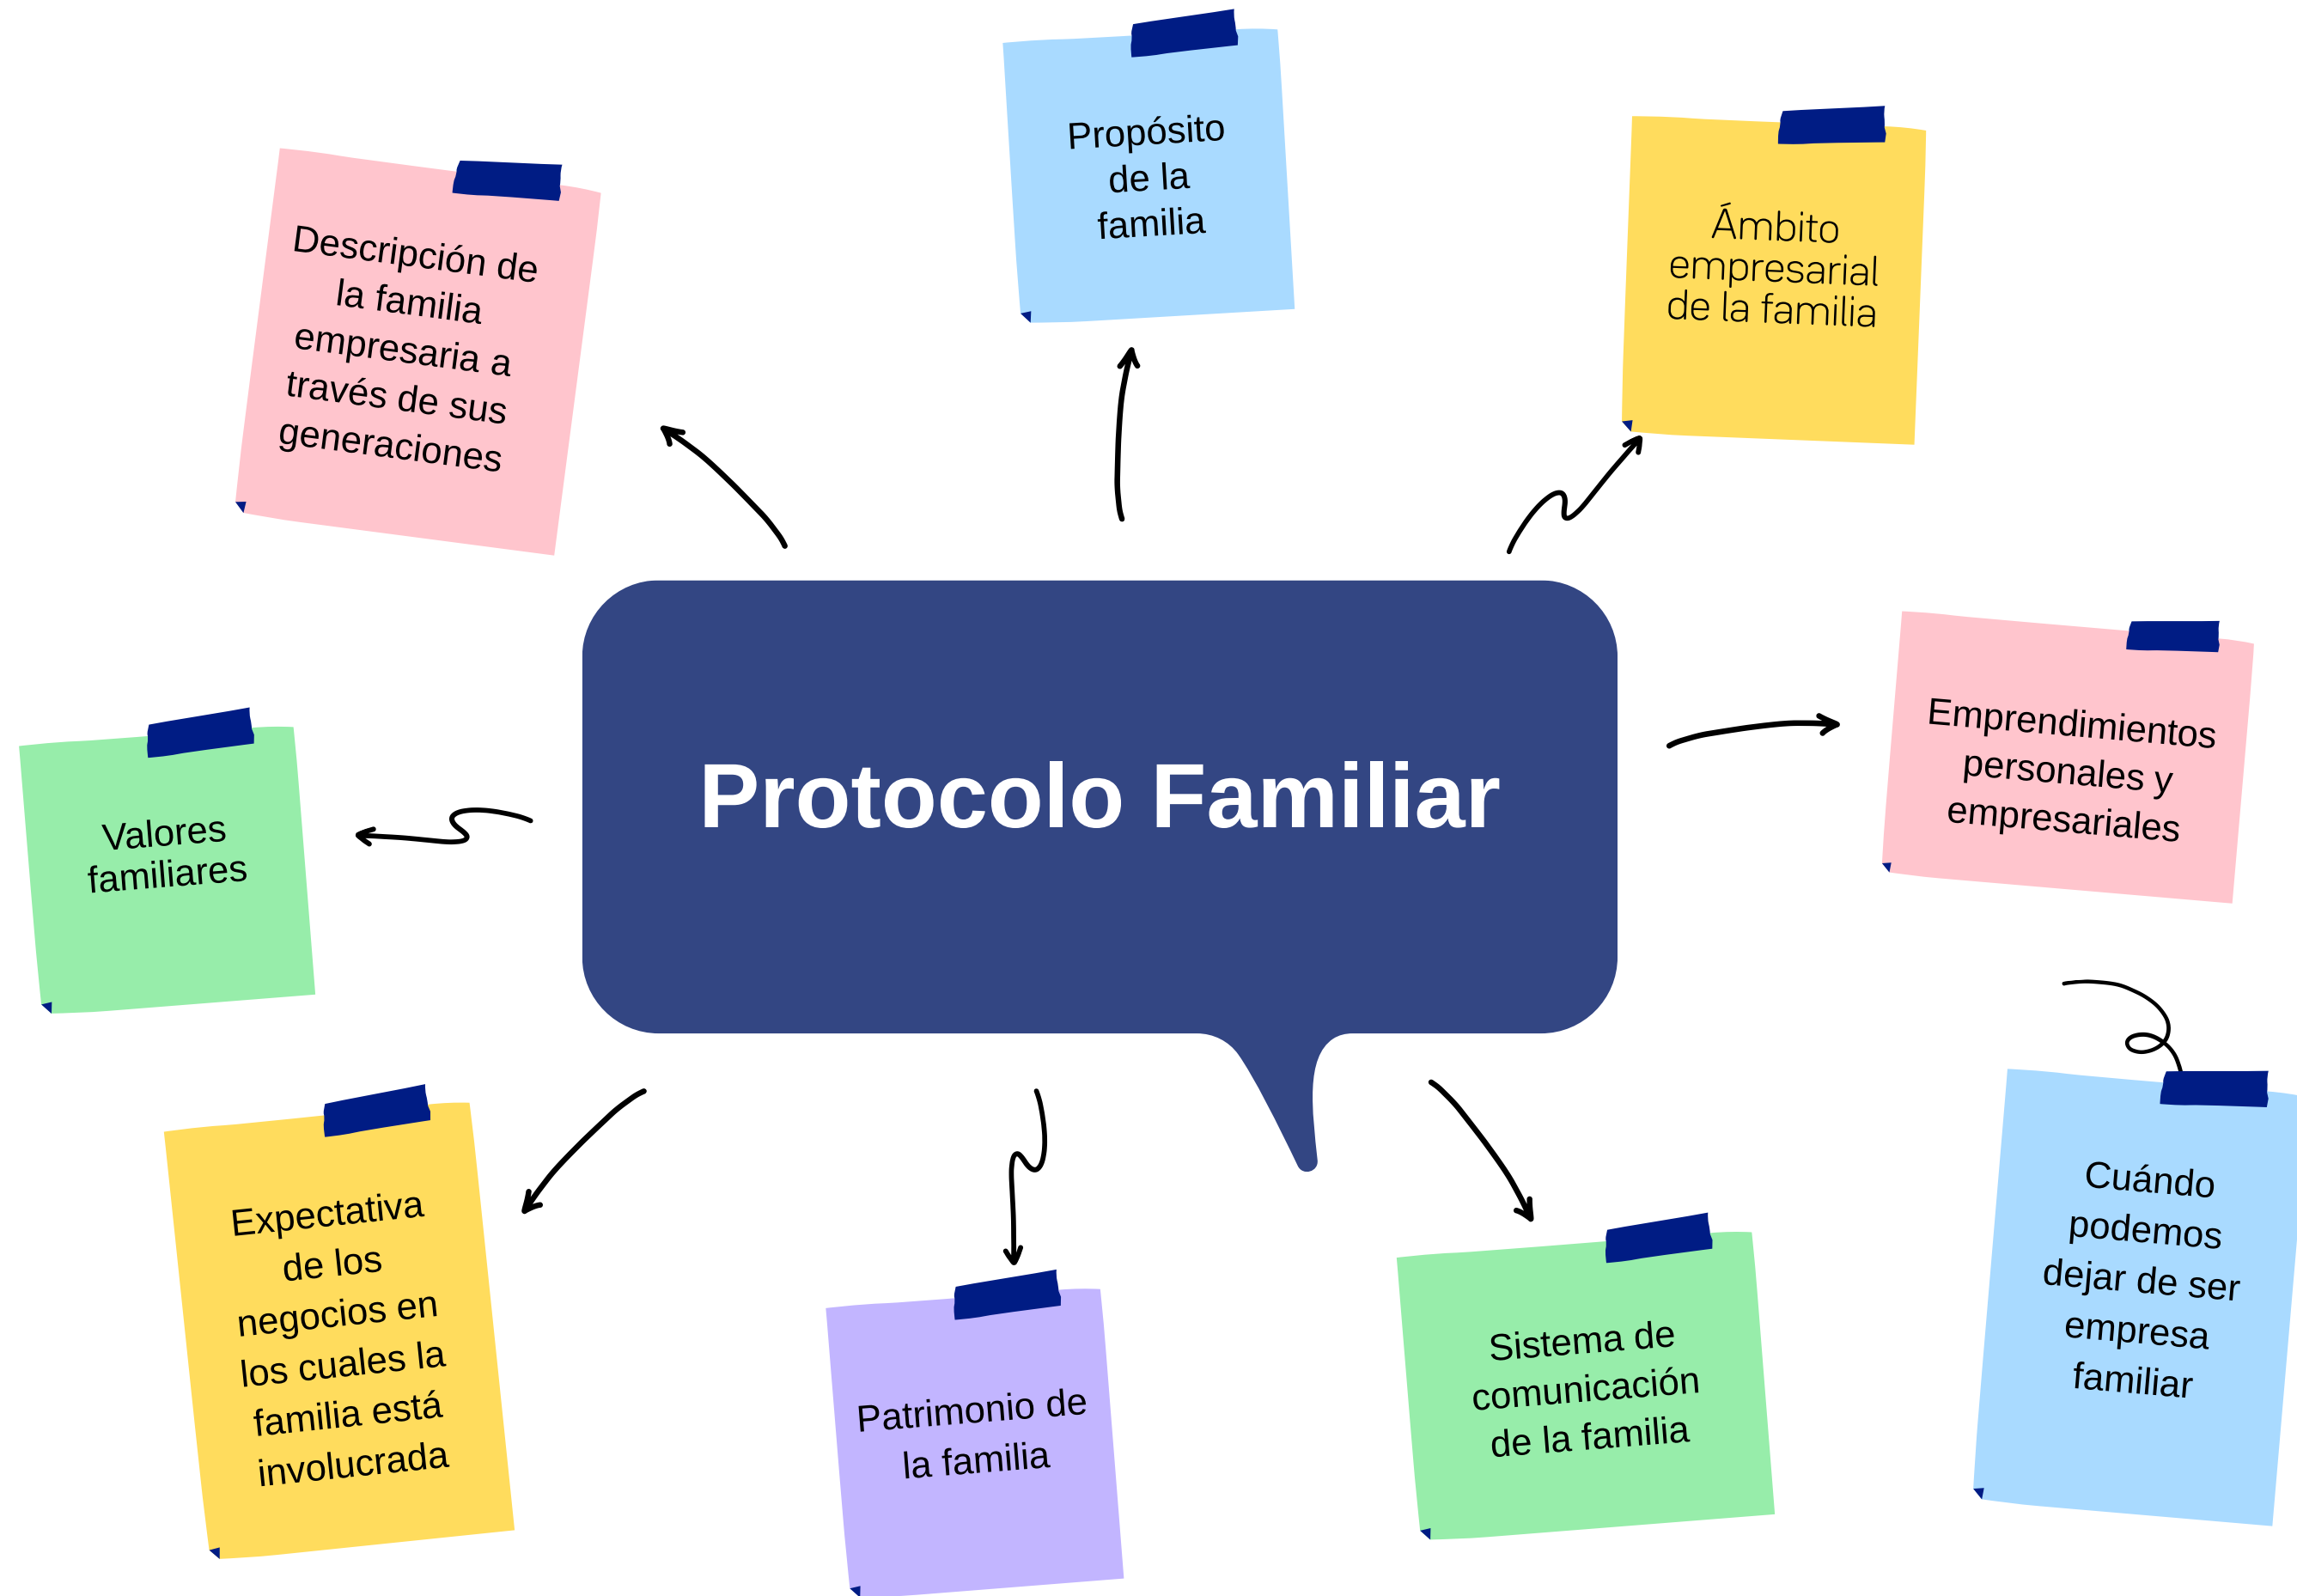 Propósito
de la
familia
Ámbito
empresarial
de la familia
Descripción de
la familia
empresaria a
través de sus
generaciones
Emprendimientos
personales y
empresariales
Protocolo Familiar
Valores
familiares
Cuándo
podemos
dejar de ser
empresa
familiar
Expectativa
de los
negocios en
los cuales la
familia está
involucrada
Sistema de
comunicación
de la familia
Patrimonio de
la familia